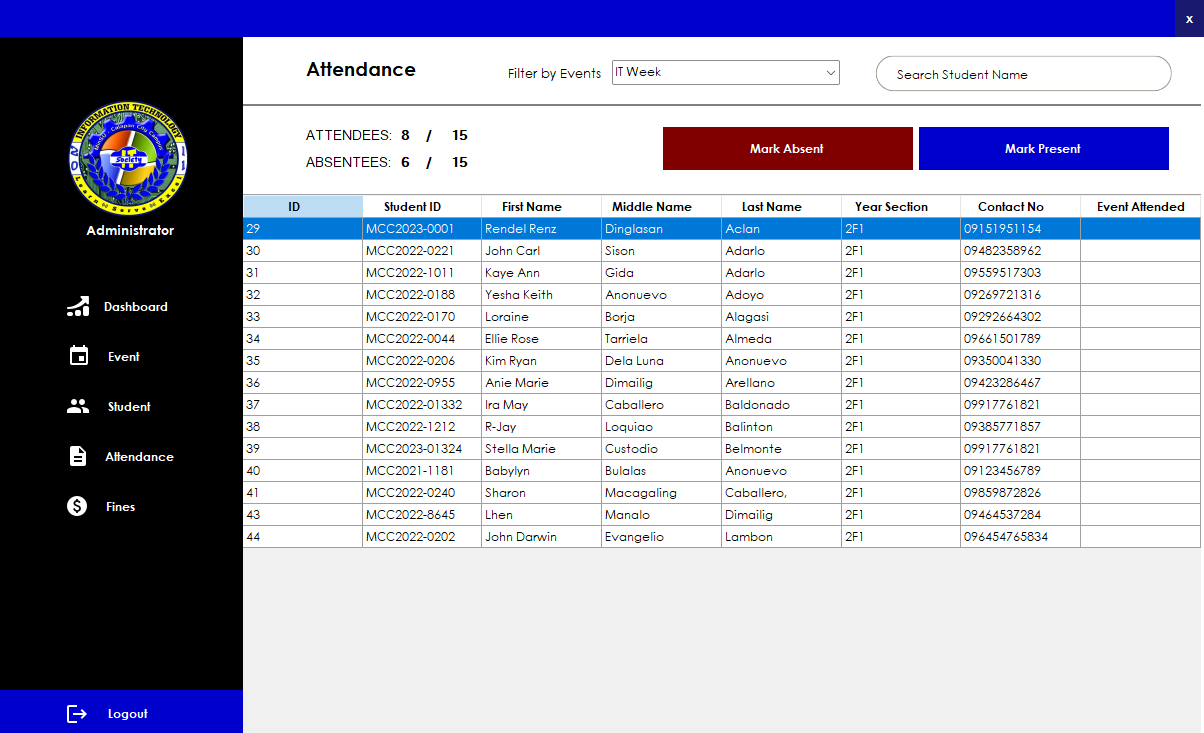 x
Attendance Filter by Events IT Week Search Student Name
ATTENDEES: 8 / 15
ABSENTEES: 6 / 15
Mark Absent Mark Present
INFORMATION TECHNOLOGY
Calapan City Campus
IT
Society
Learn Serve Excel
Administrator
Dashboard
Event
Student
Attendance
Fines
Logout
ID Student ID First Name Middle Name Last Name Year Section Contact No Event Attended
29 MCC2023-0001 Rendel Renz Dinglasan Aclan 2F1 09151951154
30 MCC2022-0221 John Carl Sison Adarlo 2F1 09482358962
31 MCC2022-1011 Kaye Ann Gida Adarlo 2F1 09559517303
32 MCC2022-0188 Yesha Keith Anonuevo Adoyo 2F1 09269721316
33 MCC2022-0170 Loraine Borja Alagasi 2F1 09292664302
34 MCC2022-0044 Ellie Rose Tarriela Almeda 2F1 09661501789
35 MCC2022-0206 Kim Ryan Dela Luna Anonuevo 2F1 09350041330
36 MCC2022-0955 Anie Marie Dimailig Arellano 2F1 09423286467
37 MCC2022-01332 Ira May Caballero Baldonado 2F1 09917761821
38 MCC2022-1212 R-Jay Loquiao Balinton 2F1 09385771857
39 MCC2023-01324 Stella Marie Custodio Belmonte 2F1 09917761821
40 MCC2021-1181 Babylyn Bulalas Anonuevo 2F1 09123456789
41 MCC2022-0240 Sharon Macagaling Caballero, 2F1 09859872826
43 MCC2022-8645 Lhen Manalo Dimailig 2F1 09464537284
44 MCC2022-0202 John Darwin Evangelio Lambon 2F1 096454765834